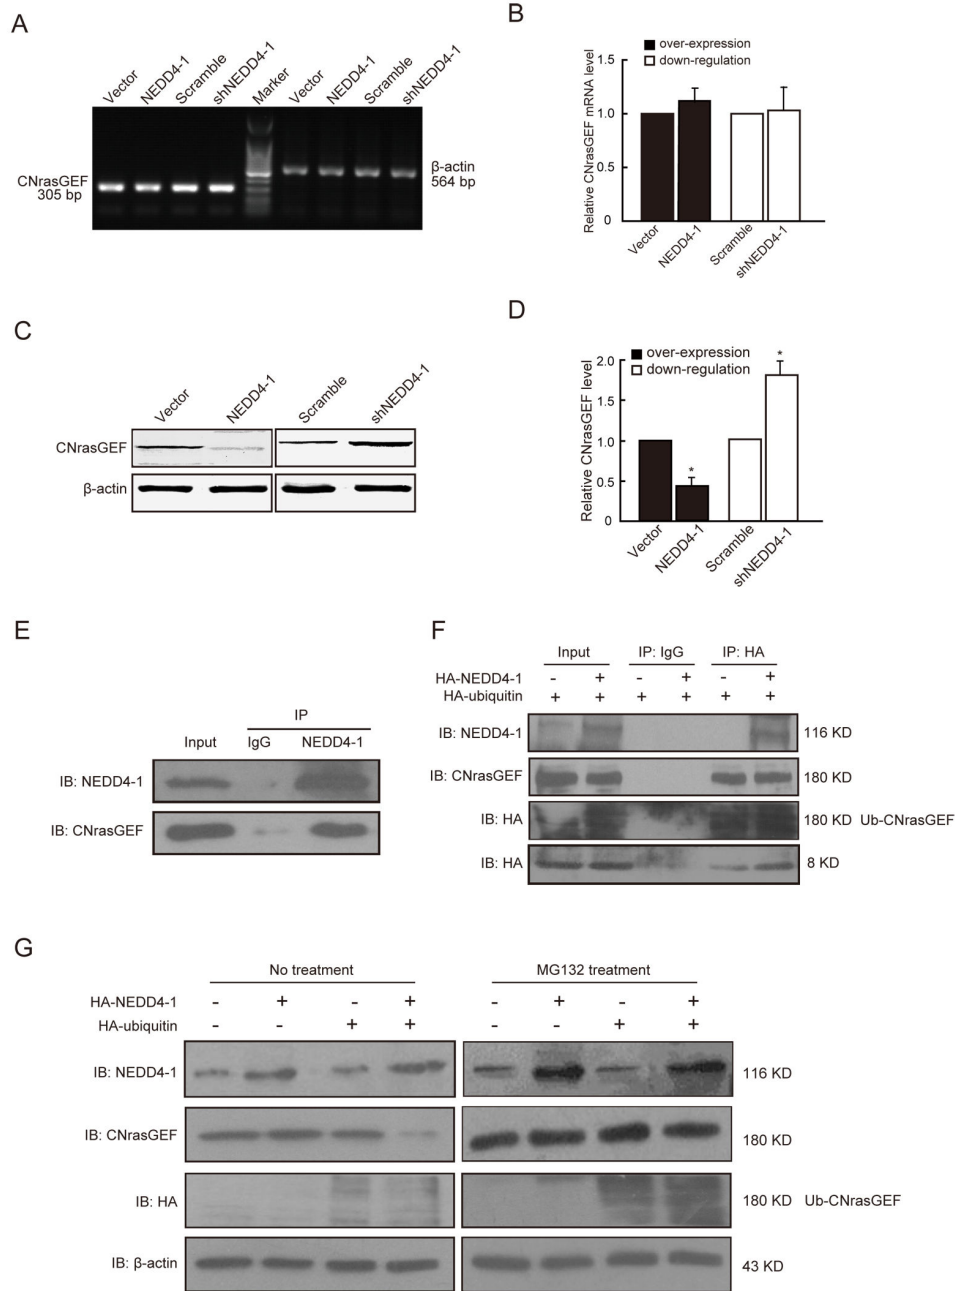 A
Vector
NEDD4-1
Scramble
shNEDD4-1
Marker
Vector
NEDD4-1
Scramble
shNEDD4-1
CNrasGEF
305 bp
β-actin
564 bp
B
over-expression
down-regulation
Relative CNrasGEF mRNA level
1.5
1.0
0.5
0
Vector
NEDD4-1
Scramble
shNEDD4-1
C
Vector
NEDD4-1
Scramble
shNEDD4-1
CNrasGEF
β-actin
D
over-expression
down-regulation
Relative CNrasGEF level
2.0
1.5
1.0
0.5
0
*
*
Vector
NEDD4-1
Scramble
shNEDD4-1
E
IP
Input IgG NEDD4-1
IB: NEDD4-1
IB: CNrasGEF
F
Input IP: IgG IP: HA
HA-NEDD4-1 - + - + - +
HA-ubiquitin + + + + + +
IB: NEDD4-1 116 KD
IB: CNrasGEF 180 KD
IB: HA 180 KD Ub-CNrasGEF
IB: HA 8 KD
G
No treatment MG132 treatment
HA-NEDD4-1 - + - + - + - +
HA-ubiquitin - - + + - - + +
IB: NEDD4-1 116 KD
IB: CNrasGEF 180 KD
IB: HA 180 KD Ub-CNrasGEF
IB: β-actin 43 KD